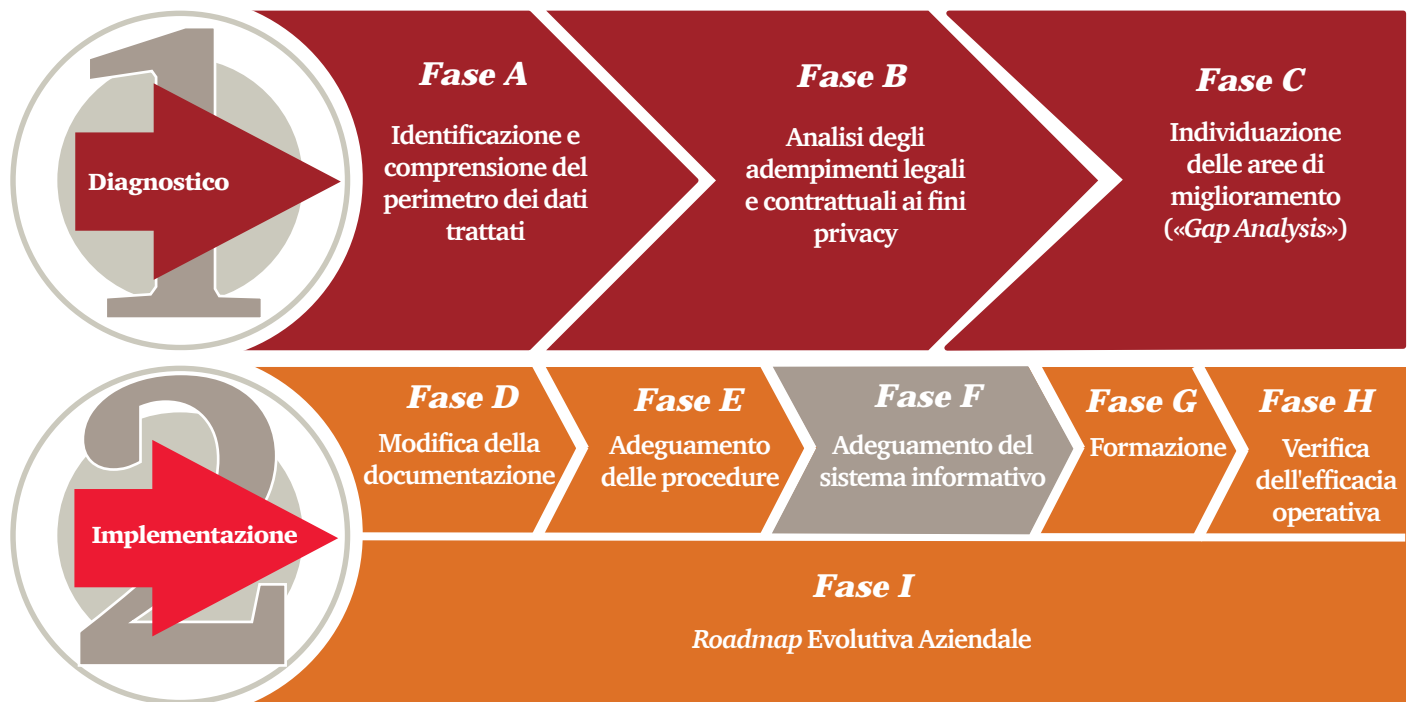 1
Diagnostico
Fase A
Identificazione e
comprensione del
perimetro dei dati
trattati
Fase B
Analisi degli
adempimenti legali
e contrattuali ai fini
privacy
Fase C
Individuazione
delle aree di
miglioramento
(«Gap Analysis»)
2
Implementazione
Fase D
Modifica della
documentazione
Fase E
Adeguamento
delle procedure
Fase F
Adeguamento del
sistema informativo
Fase G
Formazione
Fase H
Verifica
dell'efficacia
operativa
Fase I
Roadmap Evolutiva Aziendale